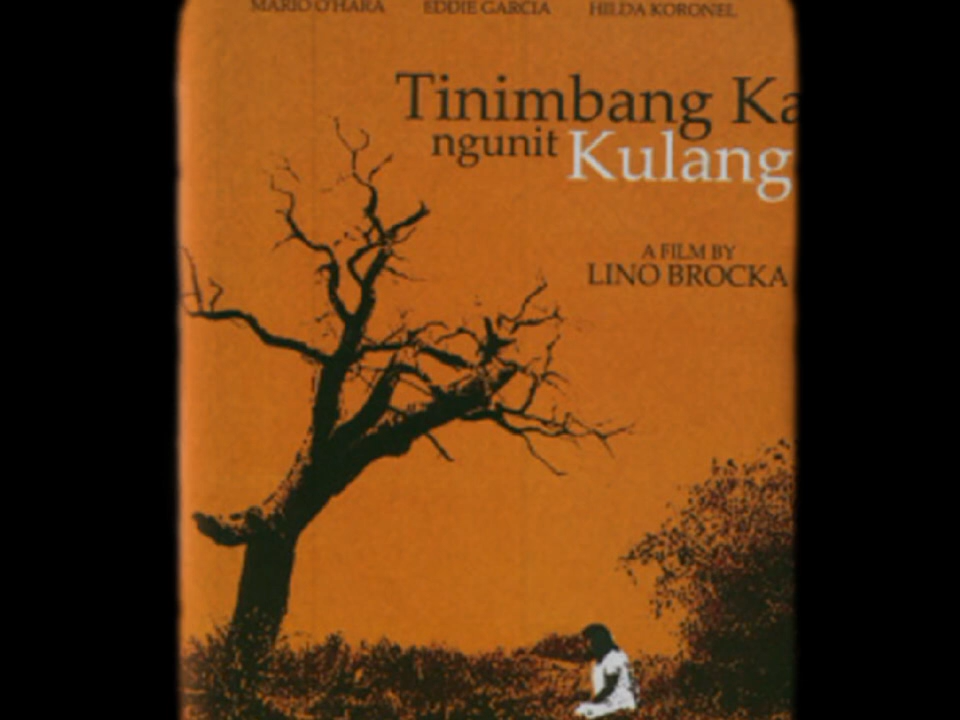 MARIO O'HARA EDDIE GARCIA HILDA KORONEL
Tinimbang Ka
ngunit Kulang
A FILM BY
LINO BROCKA